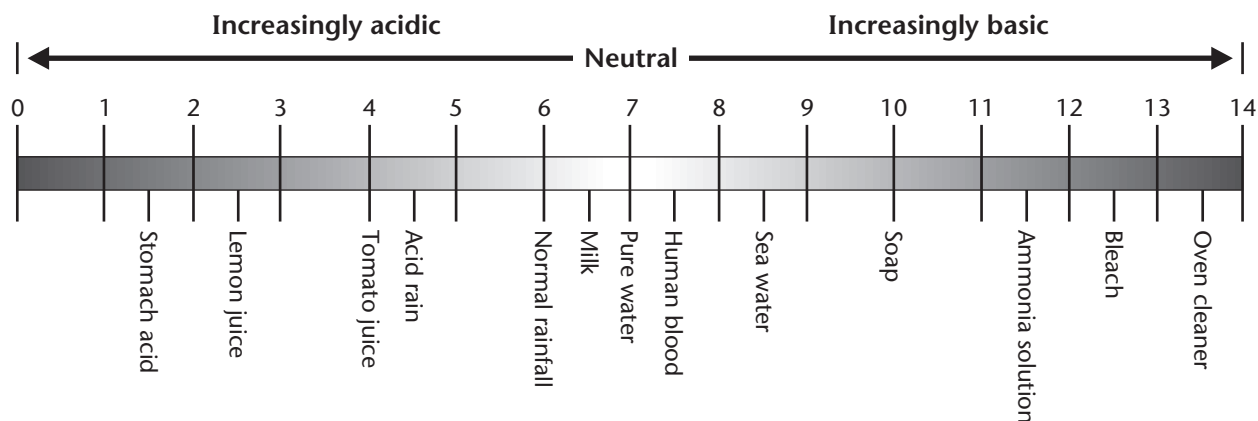 Increasingly acidic
Increasingly basic
Neutral
0 1 2 3 4 5 6 7 8 9 10 11 12 13 14
Stomach acid
Lemon juice
Tomato juice
Acid rain
Normal rainfall
Milk
Pure water
Human blood
Sea water
Soap
Ammonia solution
Bleach
Oven cleaner